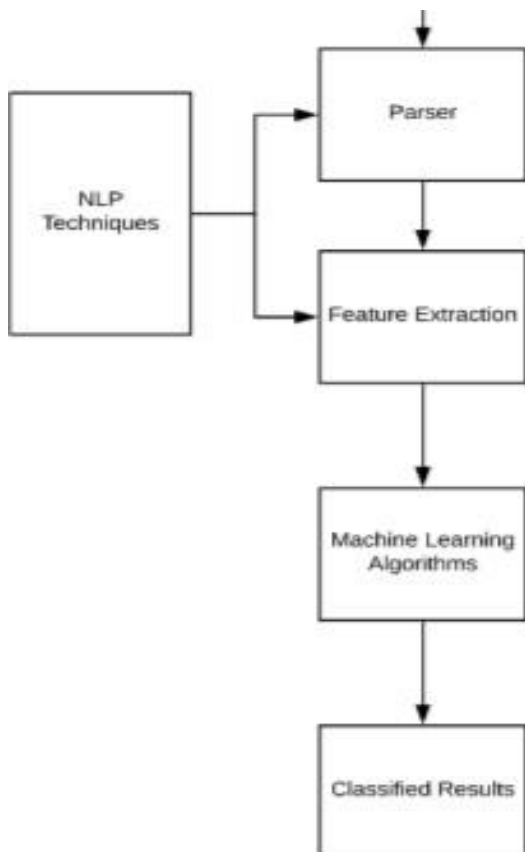 Parser
NLP
Techniques
Feature Extraction
Machine Learning
Algorithms
Classified Results